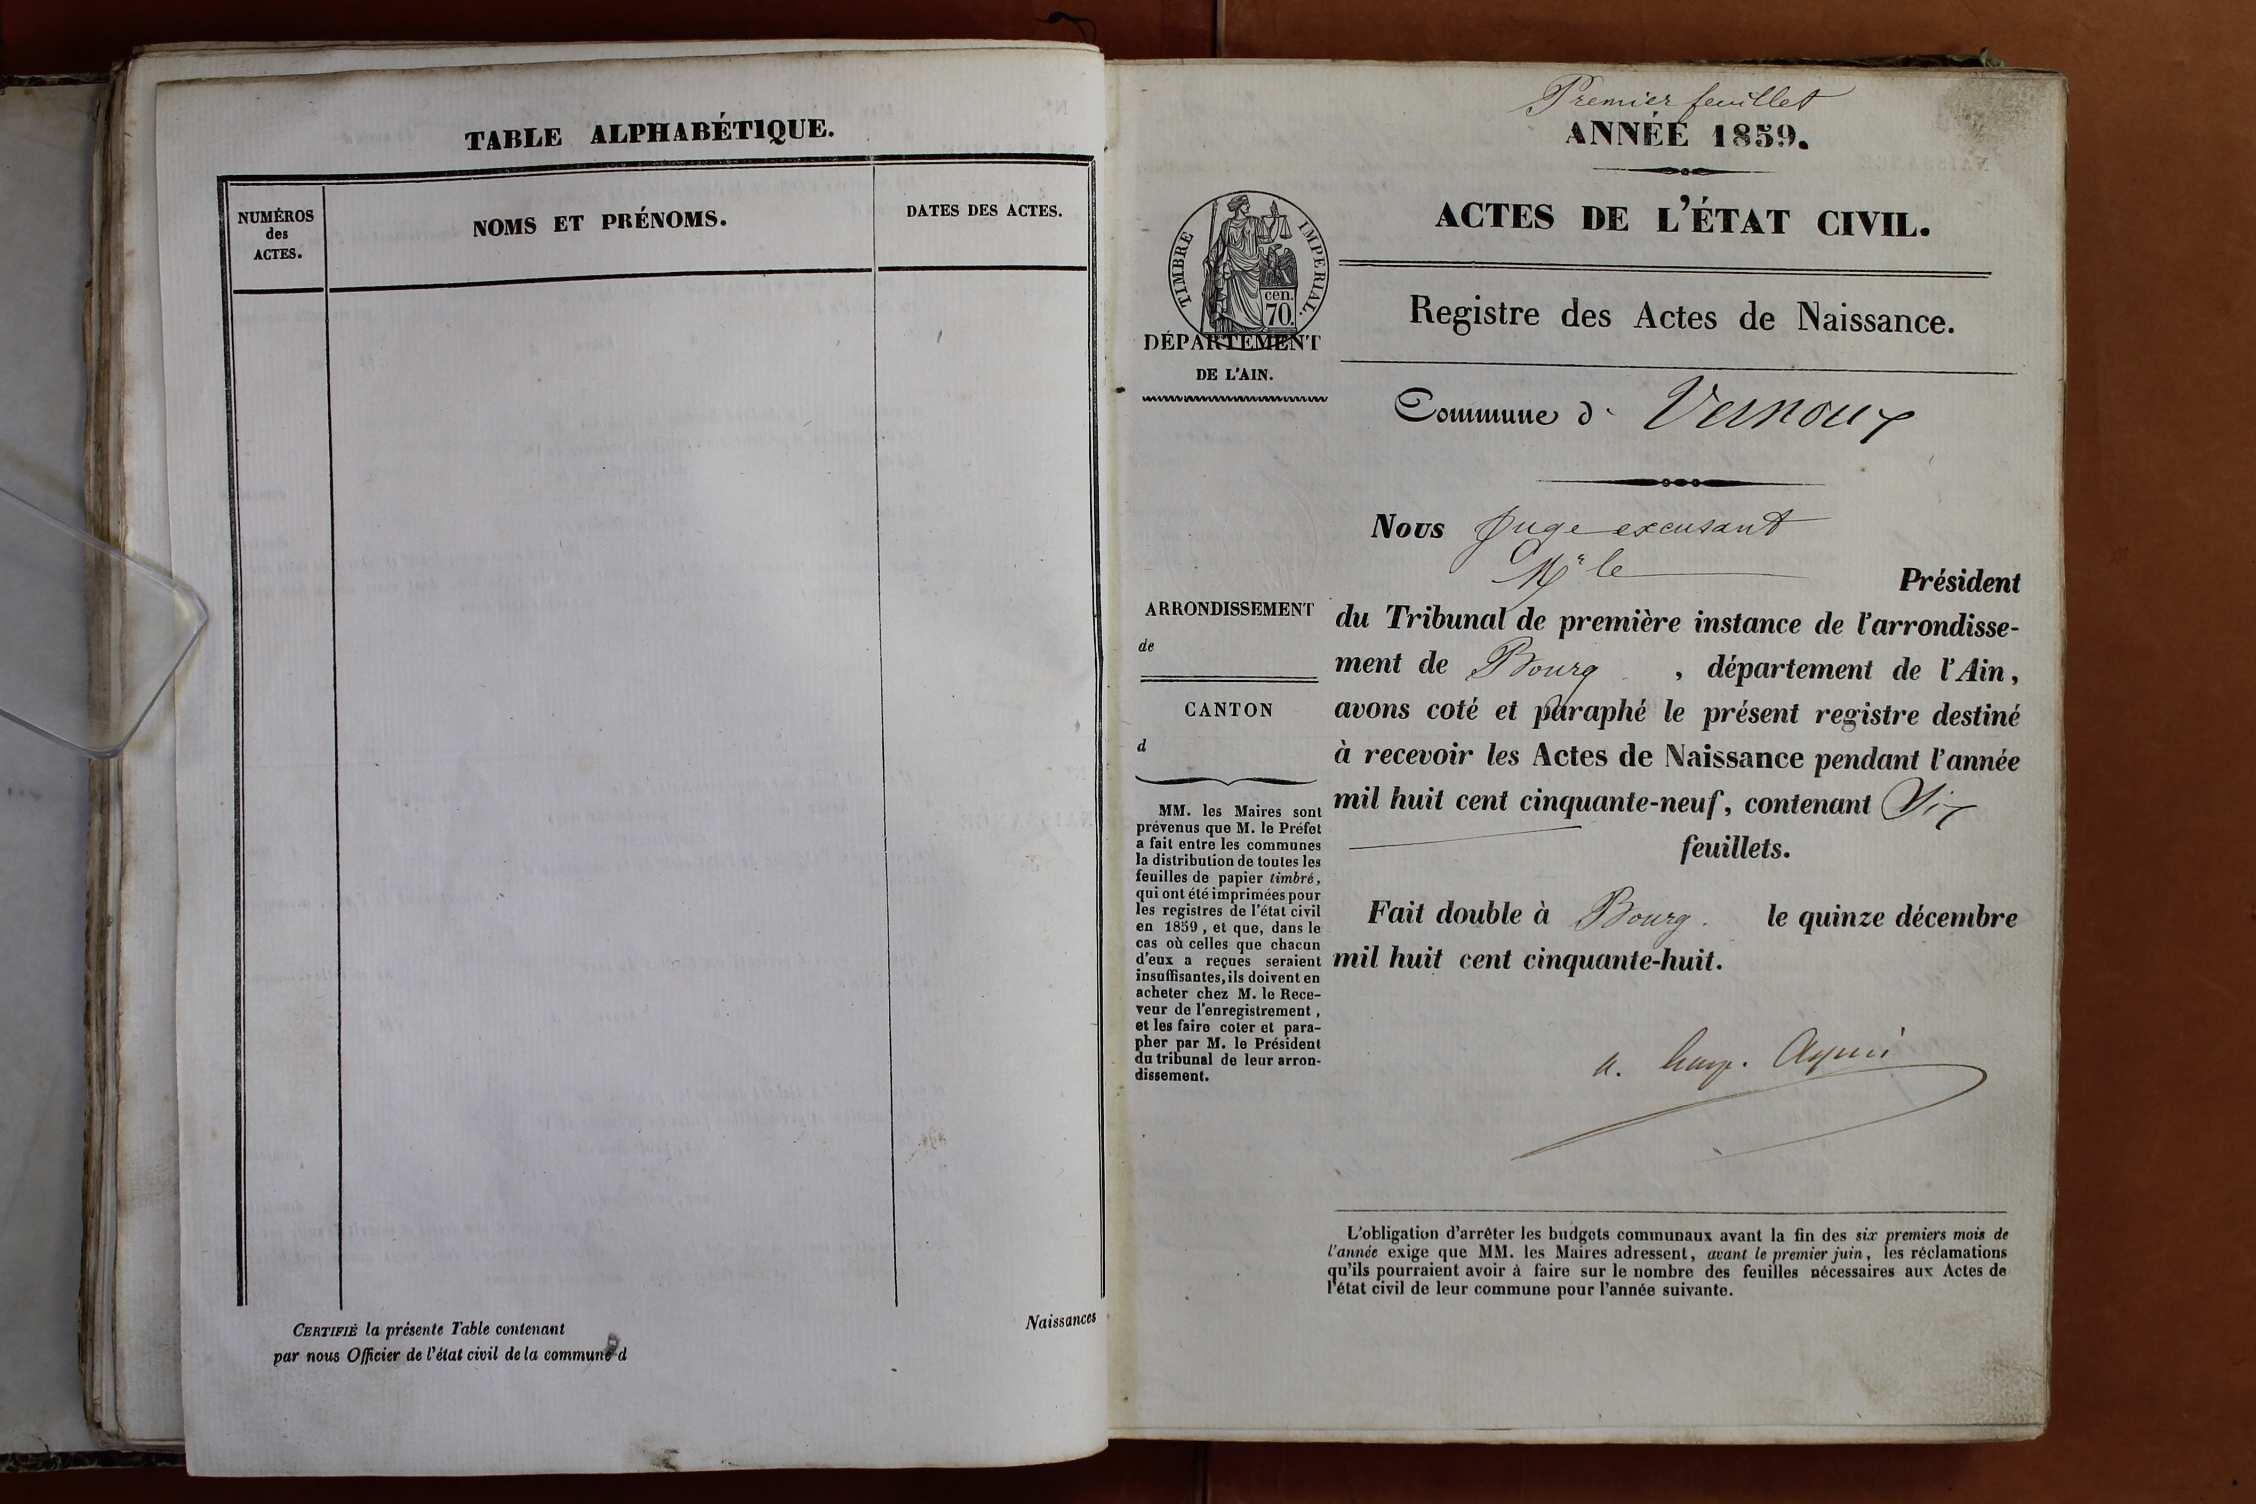 TABLE ALPHABÉTIQUE.
NUMÉROS
des
ACTES.
NOMS ET PRÉNOMS.
DATES DES ACTES.
CERTIFIÉ la présente Table contenant
par nous Officier de l'état civil de la commune d
Naissances
Premier feuillet
ANNÉE 1859.
ACTES DE L'ÉTAT CIVIL.
TIMBRE IMPERIAL.
cen.
70.
DÉPARTEMENT
DE L'AIN.
Registre des Actes de Naissance.
Commune d Vernoux
Nous Juge excusant
Mr le Président
du Tribunal de première instance de l'arrondisse-
ment de Bourg, département de l'Ain,
avons coté et paraphé le présent registre destiné
à recevoir les Actes de Naissance pendant l'année
mil huit cent cinquante-neuf, contenant Six
feuillets.
Fait double à Bourg. le quinze décembre
mil huit cent cinquante-huit.
ARRONDISSEMENT
de
CANTON
d
MM. les Maires sont
prévenus que M. le Préfet
a fait entre les communes
la distribution de toutes les
feuilles de papier timbré,
qui ont été imprimées pour
les registres de l'état civil
en 1859, et que, dans le
cas où celles que chacun
d'eux a reçues seraient
insuffisantes, ils doivent en
acheter chez M. le Rece-
veur de l'enregistrement,
et les faire coter et para-
pher par M. le Président
du tribunal de leur arron-
dissement.
L'obligation d'arrêter les budgets communaux avant la fin des six premiers mois de
l'année exige que MM. les Maires adressent, avant le premier juin, les réclamations
qu'ils pourraient avoir à faire sur le nombre des feuilles nécessaires aux Actes de
l'état civil de leur commune pour l'année suivante.